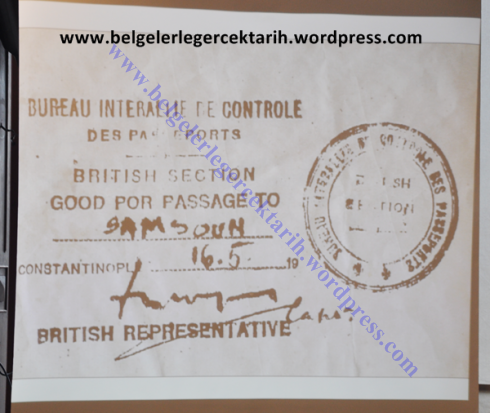 www.belgelerlegercektarih.wordpress.com
BUREAU INTERALLIE DE CONTROLE
DES PASSEPORTS
BRITISH SECTION
GOOD FOR PASSAGE TO
SAMSOUN
CONSTANTINOPLE 16.5 19
BRITISH REPRESENTATIVE
BUREAU INTERALLIE DE CONTROLE DES PASSEPORTS
BRITISH
SECTION
www.belgelerlegercektarih.wordpress.com